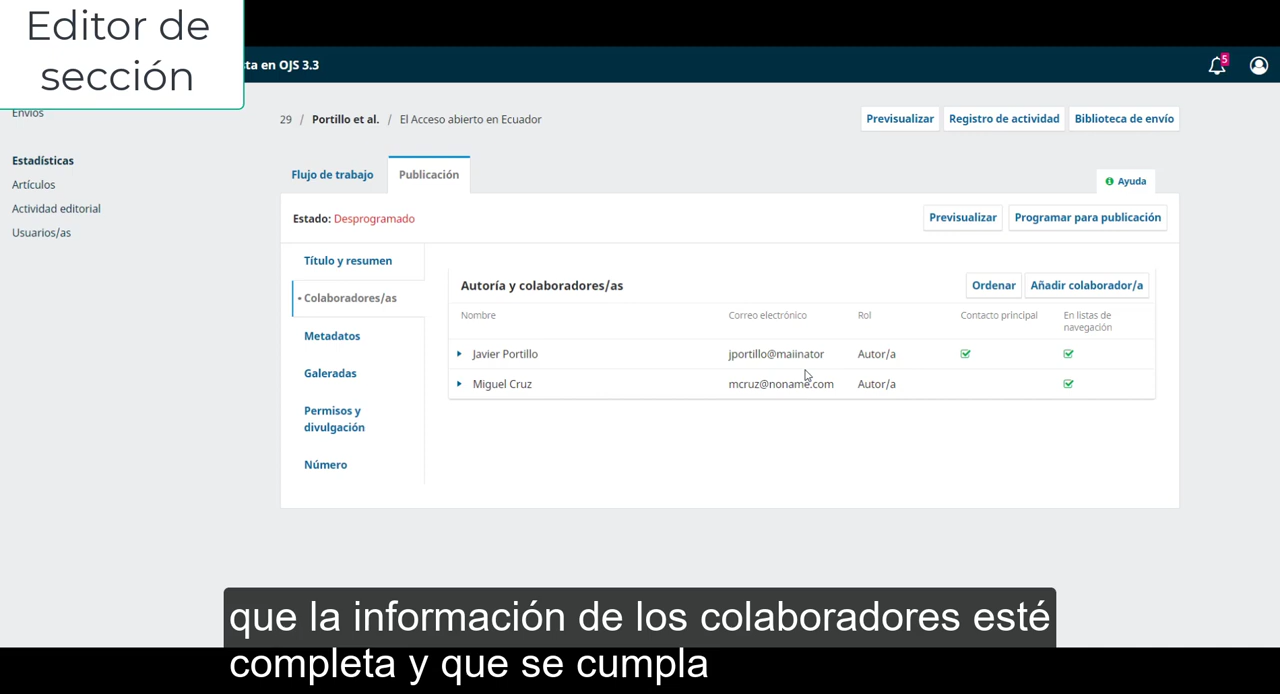 Editor de
sección
ta en OJS 3.3
5
Envíos
29 / Portillo et al. / El Acceso abierto en Ecuador
Previsualizar
Registro de actividad
Biblioteca de envío
Estadísticas
Artículos
Actividad editorial
Usuarios/as
Flujo de trabajo
Publicación
Ayuda
Estado: Desprogramado
Previsualizar
Programar para publicación
Título y resumen
Colaboradores/as
Metadatos
Galeradas
Permisos y
divulgación
Número
Autoría y colaboradores/as
Ordenar
Añadir colaborador/a
Nombre
Correo electrónico
Rol
Contacto principal
En listas de
navegación
Javier Portillo
jportillo@maiinator
Autor/a
Miguel Cruz
mcruz@noname.com
Autor/a
que la información de los colaboradores esté
completa y que se cumpla